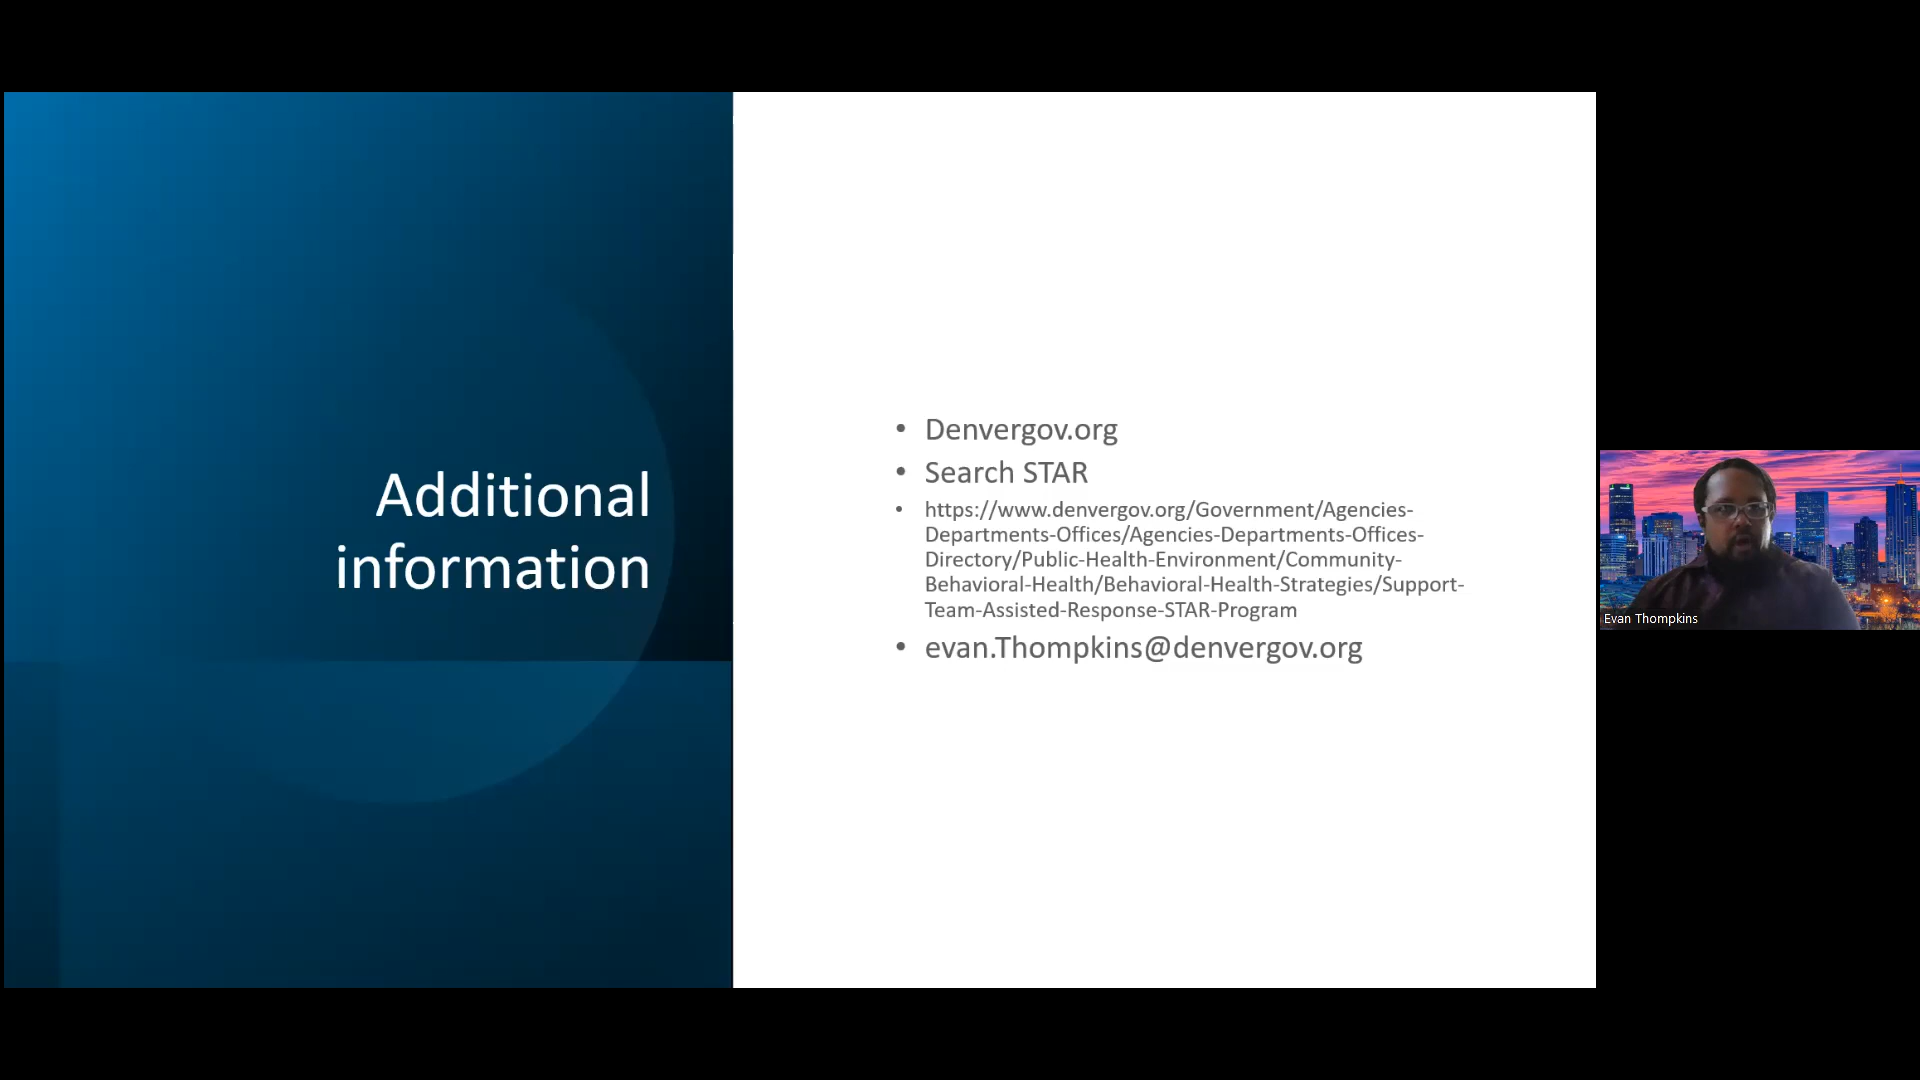 Additional
information
• Denvergov.org
• Search STAR
• https://www.denvergov.org/Government/Agencies-
Departments-Offices/Agencies-Departments-Offices-
Directory/Public-Health-Environment/Community-
Behavioral-Health/Behavioral-Health-Strategies/Support-
Team-Assisted-Response-STAR-Program
• evan.Thompkins@denvergov.org
Evan Thompkins